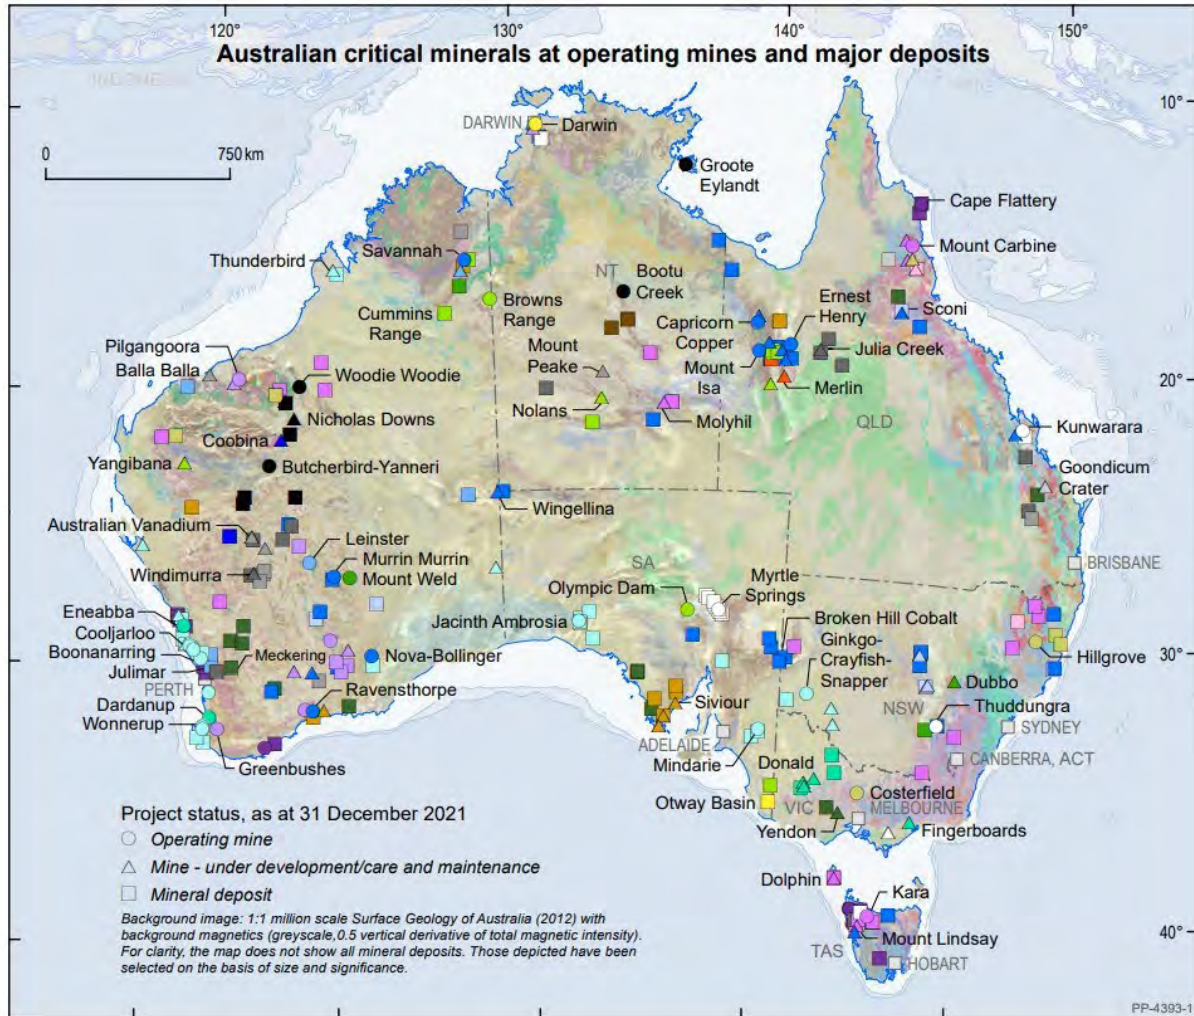 120°
130°
140°
150°
Australian critical minerals at operating mines and major deposits
INDONESIA
10°
DARWIN
Darwin
0
750 km
Groote
Eylandt
Cape Flattery
Mount Carbine
Savannah
Thunderbird
NT
Bootu
Creek
Ernest
Henry
Sconi
Cummins
Range
Browns
Range
Capricorn
Copper
Pilgangoora
Balla Balla
Woodie Woodie
Mount
Peake
Mount
Isa
Julia Creek
Merlin
20°
Nicholas Downs
Nolans
Molyhil
QLD
Kunwarara
Coobina
Yangibana
Butcherbird-Yanneri
Goondicum
Crater
Australian Vanadium
Leinster
Wingellina
Windimurra
Murrin Murrin
Mount Weld
SA
Olympic Dam
Myrtle
Springs
BRISBANE
Eneabba
Cooljarloo
Boonanarring
Julimar
Jacinth Ambrosia
Broken Hill Cobalt
Ginkgo-
Crayfish-
Snapper
Hillgrove
30°
Meckering
Nova-Bollinger
PERTH
Dardanup
Wonnerup
Ravensthorpe
Siviour
Dubbo
NSW
Thuddungra
SYDNEY
ADELAIDE
Mindarie
CANBERRA, ACT
Greenbushes
Donald
Otway Basin
VIC
Costerfield
MELBOURNE
Yendon
Fingerboards
Project status, as at 31 December 2021
Operating mine
Mine - under development/care and maintenance
Mineral deposit
Background image: 1:1 million scale Surface Geology of Australia (2012) with
background magnetics (greyscale,0.5 vertical derivative of total magnetic intensity).
For clarity, the map does not show all mineral deposits. Those depicted have been
selected on the basis of size and significance.
Dolphin
Kara
Mount Lindsay
TAS
HOBART
40°
PP-4393-1